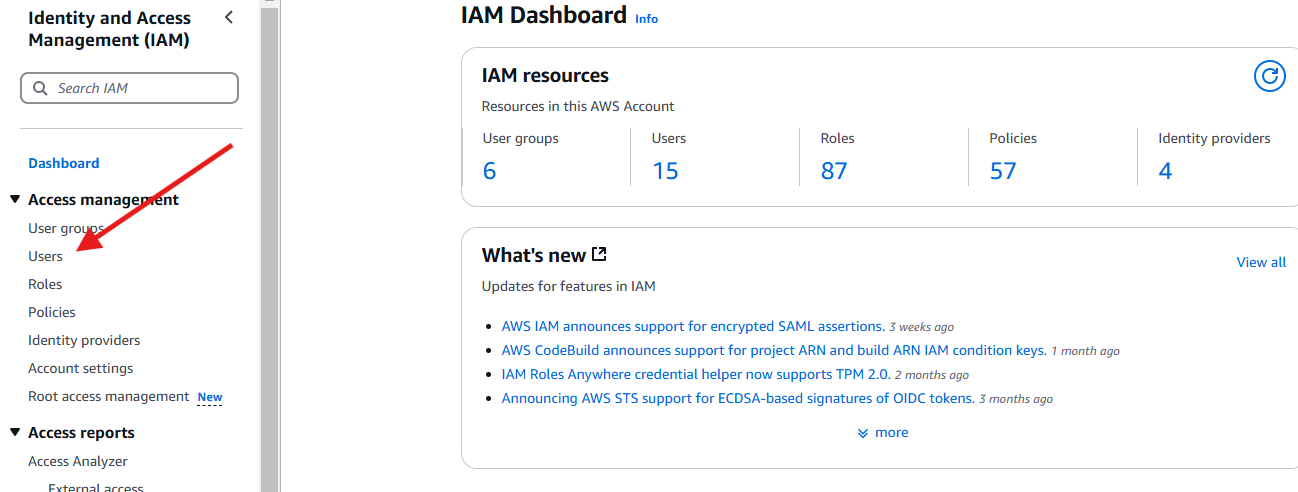 Identity and Access
Management (IAM)
Search IAM
Dashboard
Access management
User groups
Users
Roles
Policies
Identity providers
Account settings
Root access management New
Access reports
Access Analyzer
External access
IAM Dashboard Info
IAM resources
Resources in this AWS Account
User groups
6
Users
15
Roles
87
Policies
57
Identity providers
4
What's new
View all
Updates for features in IAM
AWS IAM announces support for encrypted SAML assertions. 3 weeks ago
AWS CodeBuild announces support for project ARN and build ARN IAM condition keys. 1 month ago
IAM Roles Anywhere credential helper now supports TPM 2.0. 2 months ago
Announcing AWS STS support for ECDSA-based signatures of OIDC tokens. 3 months ago
more